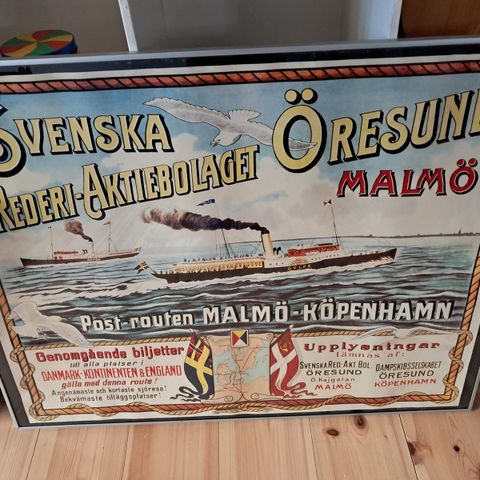 SVENSKA
REDERI-AKTIEBOLAGET
ÖRESUND
MALMÖ
Post-routen MALMÖ-KÖPENHAMN
Genomgående biljetter
till alla platser i
DANMARK-KONTINENTEN & ENGLAND
gälla med denna route!
Angenämaste och kortaste sjöresa!
Bekvämaste tilläggsplatser!
Upplysningar
lämnas af:
SVENSKA RED. AKT. BOL.
ÖRESUND
Ö. Kajgatan.
MALMÖ
DAMPSKIBSSELSKABET
ÖRESUND
KÖPENHAMN